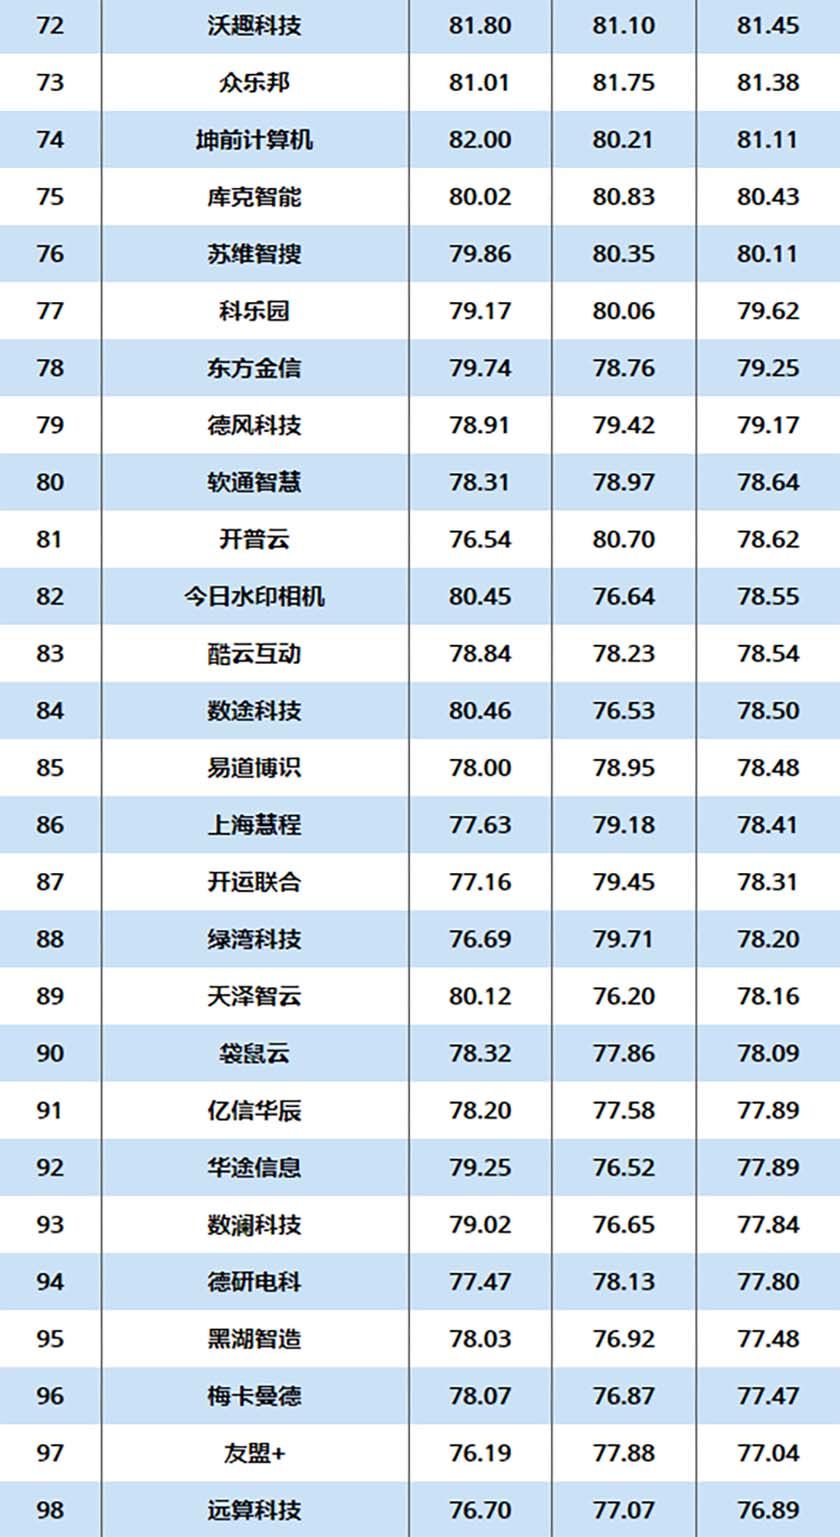 72 沃趣科技 81.80 81.10 81.45
73 众乐邦 81.01 81.75 81.38
74 坤前计算机 82.00 80.21 81.11
75 库克智能 80.02 80.83 80.43
76 苏维智搜 79.86 80.35 80.11
77 科乐园 79.17 80.06 79.62
78 东方金信 79.74 78.76 79.25
79 德风科技 78.91 79.42 79.17
80 软通智慧 78.31 78.97 78.64
81 开普云 76.54 80.70 78.62
82 今日水印相机 80.45 76.64 78.55
83 酷云互动 78.84 78.23 78.54
84 数途科技 80.46 76.53 78.50
85 易道博识 78.00 78.95 78.48
86 上海慧程 77.63 79.18 78.41
87 开运联合 77.16 79.45 78.31
88 绿湾科技 76.69 79.71 78.20
89 天泽智云 80.12 76.20 78.16
90 袋鼠云 78.32 77.86 78.09
91 亿信华辰 78.20 77.58 77.89
92 华途信息 79.25 76.52 77.89
93 数澜科技 79.02 76.65 77.84
94 德研电科 77.47 78.13 77.80
95 黑湖智造 78.03 76.92 77.48
96 梅卡曼德 78.07 76.87 77.47
97 友盟+ 76.19 77.88 77.04
98 远算科技 76.70 77.07 76.89